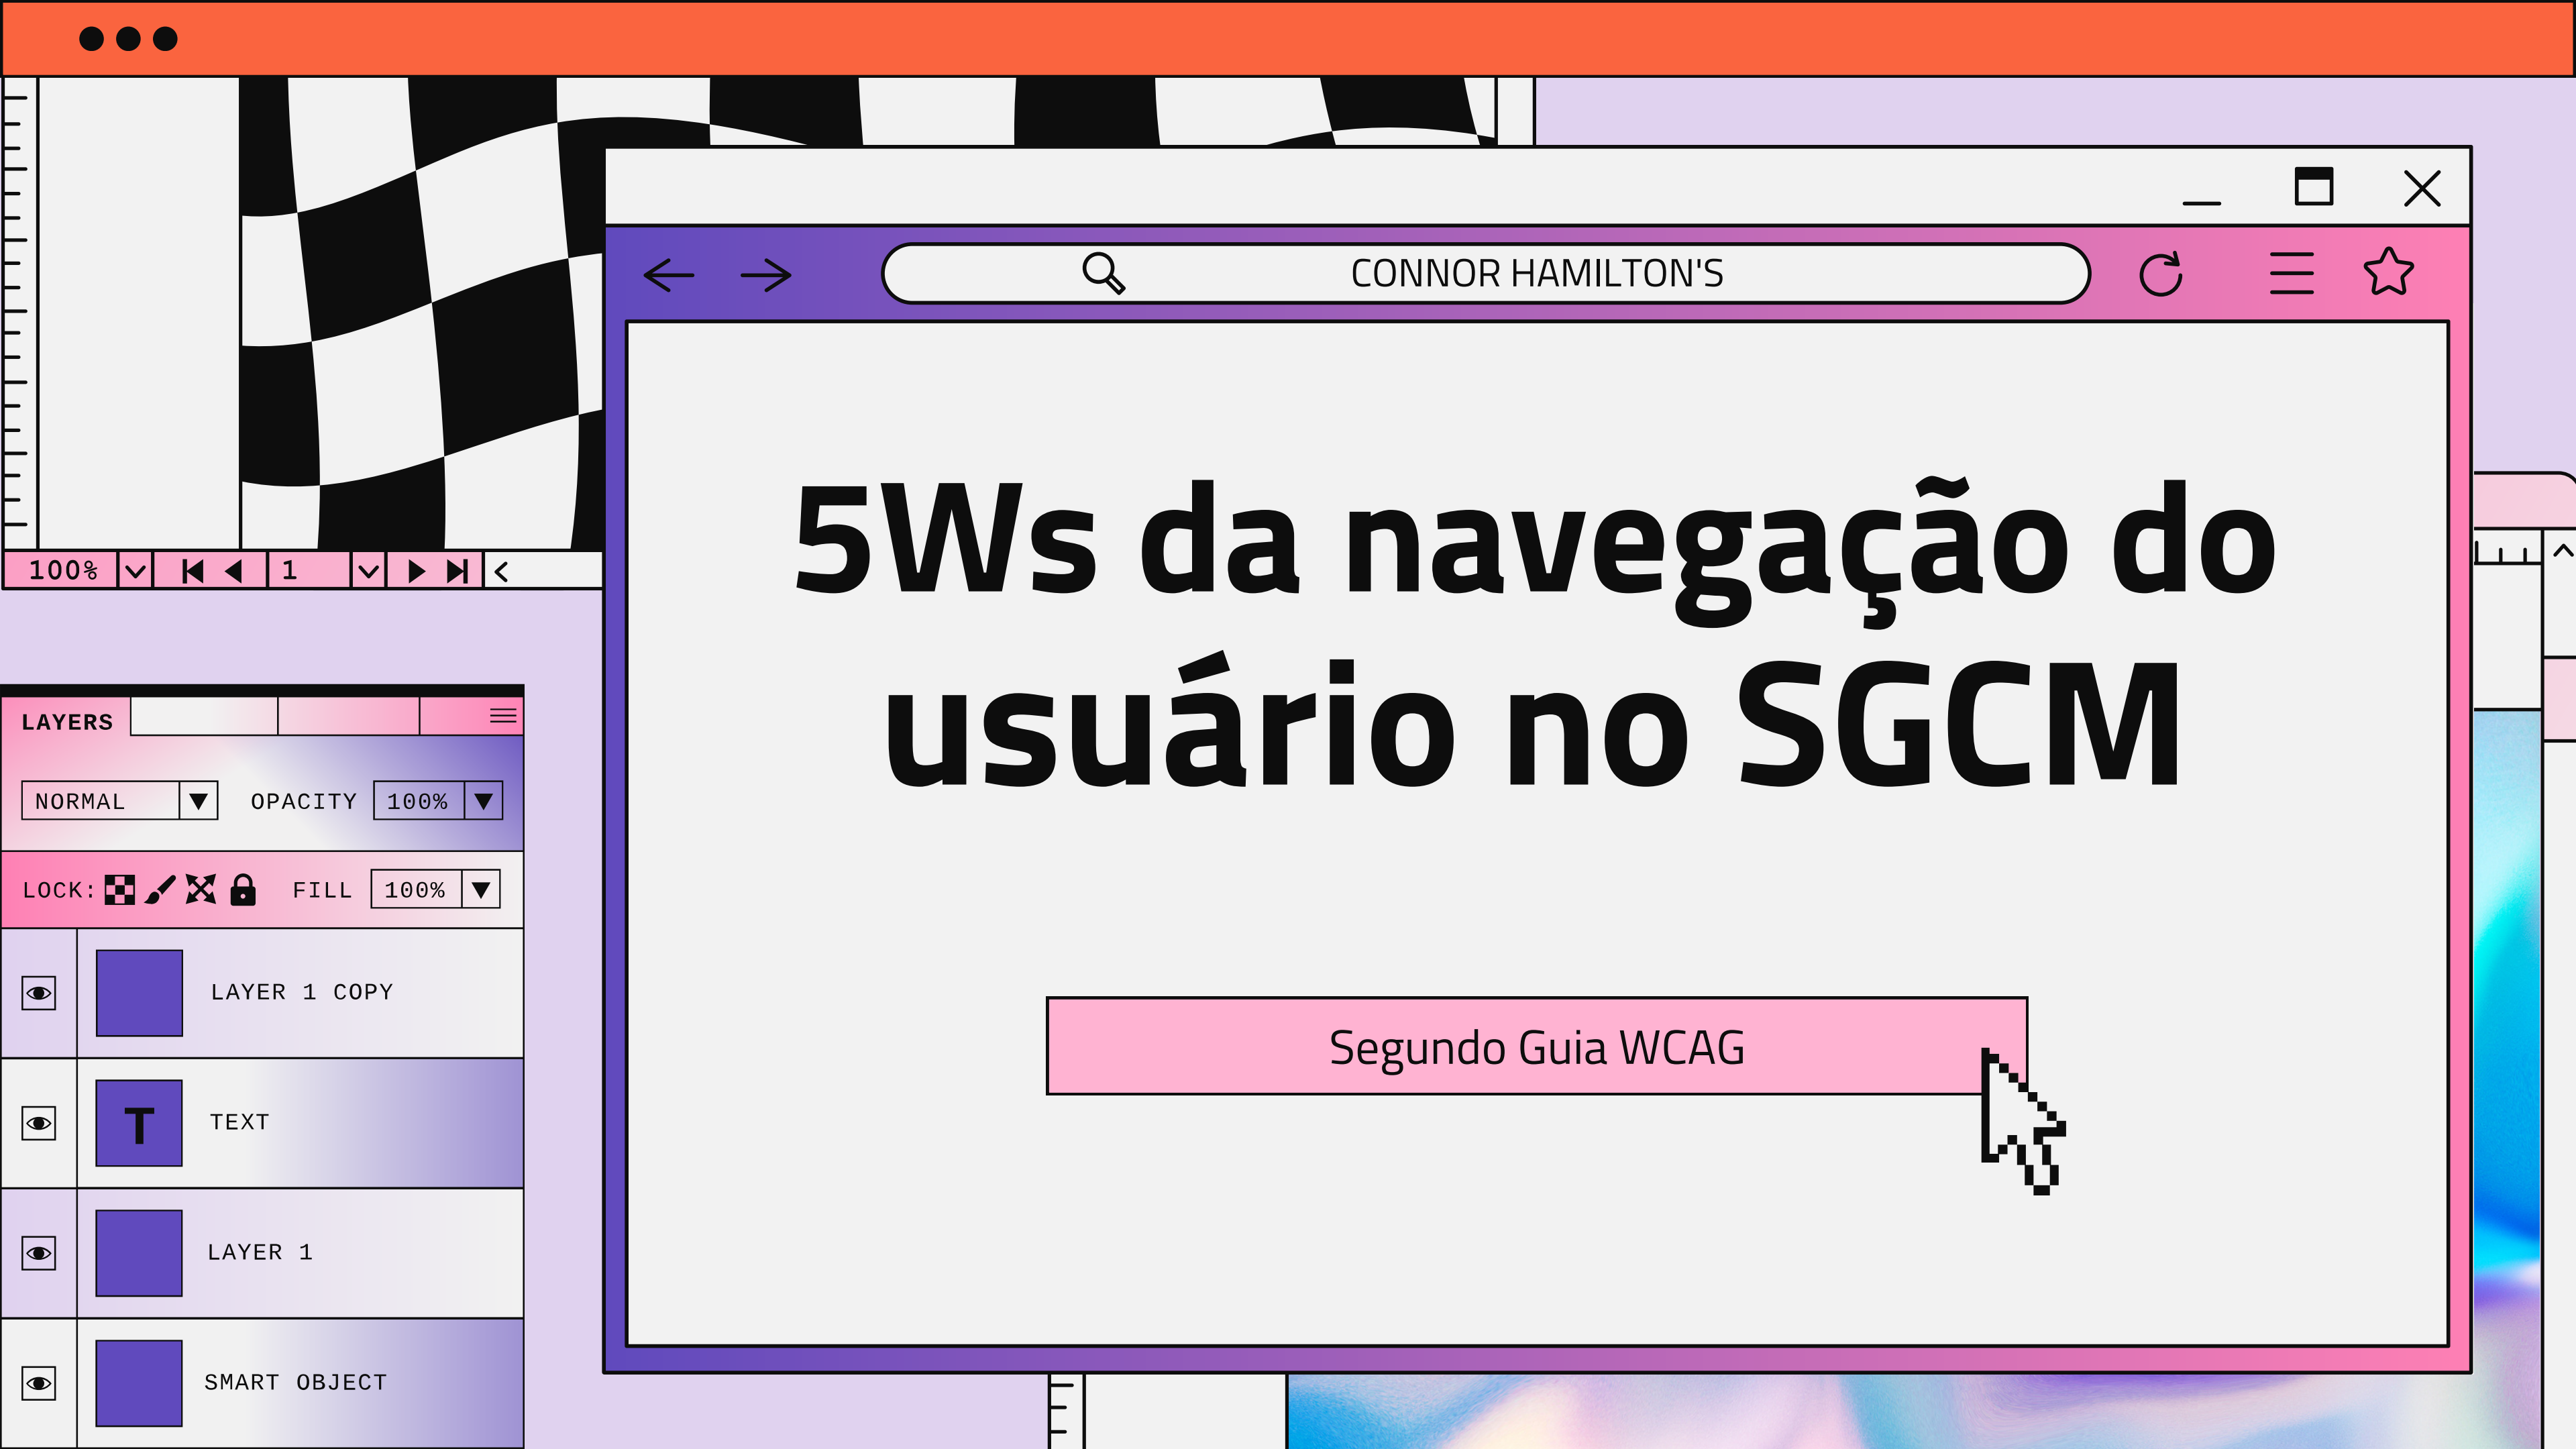 CONNOR HAMILTON'S
5Ws da navegação do
usuário no SGCM
Segundo Guia WCAG
100%
1
LAYERS
NORMAL
OPACITY
100%
LOCK:
FILL
100%
LAYER 1 COPY
T
TEXT
LAYER 1
SMART OBJECT